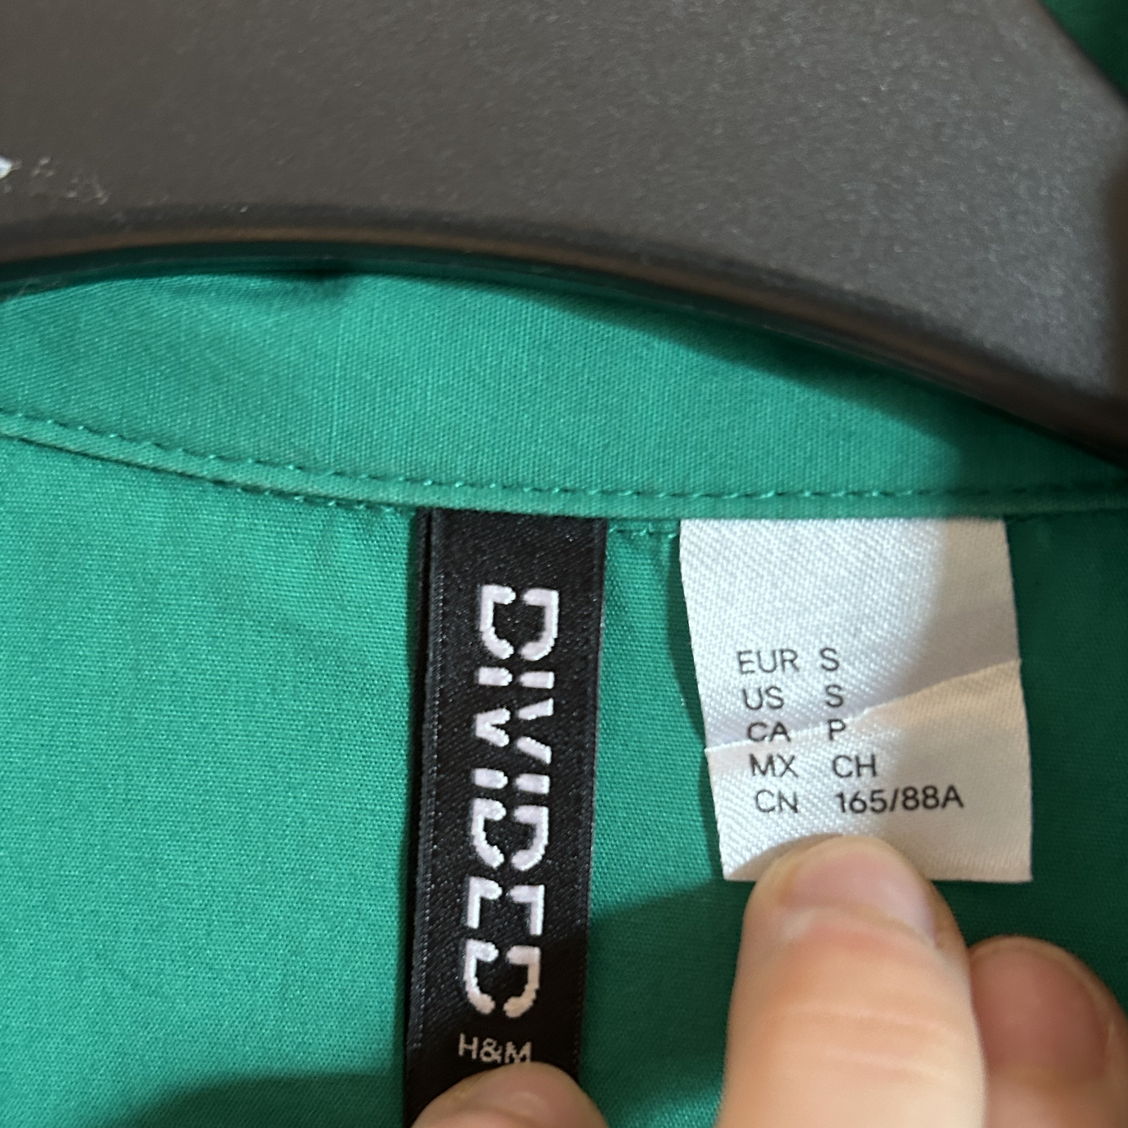 DIVIDED
H&M
EUR S
US S
CA P
MX CH
CN 165/88A